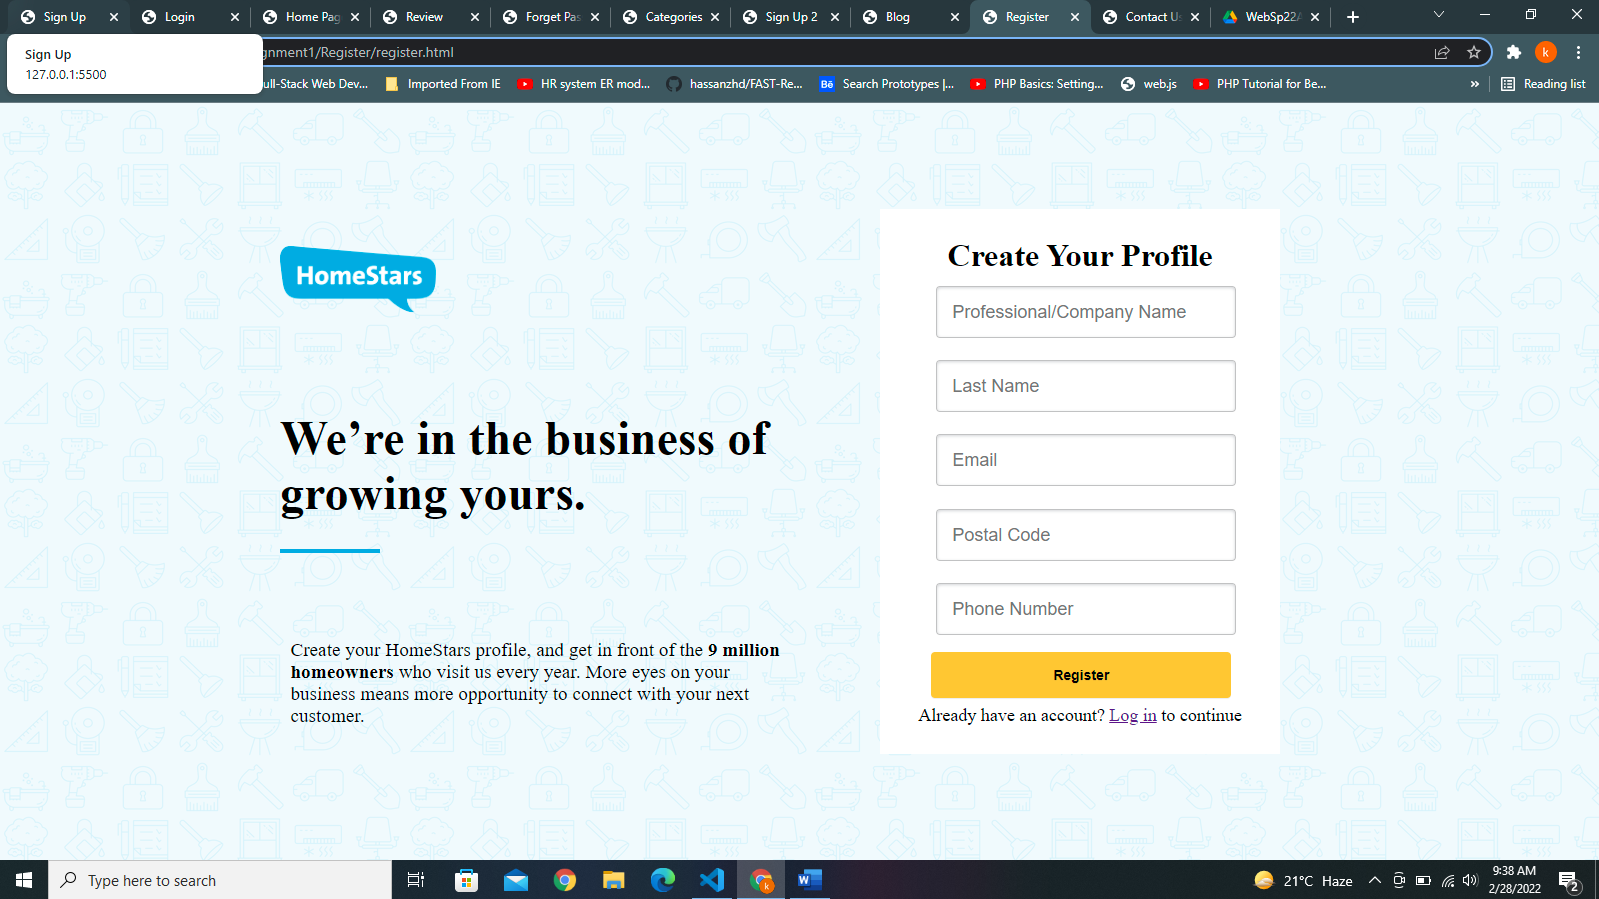 Sign Up
Login
Home Pag
Review
Forget Pas
Categories
Sign Up 2
Blog
Register
Contact Us
WebSp22A
Sign Up
127.0.0.1:5500
gnment1/Register/register.html
k
ull-Stack Web Dev...
Imported From IE
HR system ER mod...
hassanzhd/FAST-Re...
Bē
Search Prototypes |...
PHP Basics: Setting...
web.js
PHP Tutorial for Be...
»
Reading list
HomeStars
We’re in the business of
growing yours.
Create your HomeStars profile, and get in front of the 9 million
homeowners who visit us every year. More eyes on your
business means more opportunity to connect with your next
customer.
Create Your Profile
Professional/Company Name
Last Name
Email
Postal Code
Phone Number
Register
Already have an account? Log in to continue
Type here to search
k
W
21°C Haze
9:38 AM
2/28/2022
2